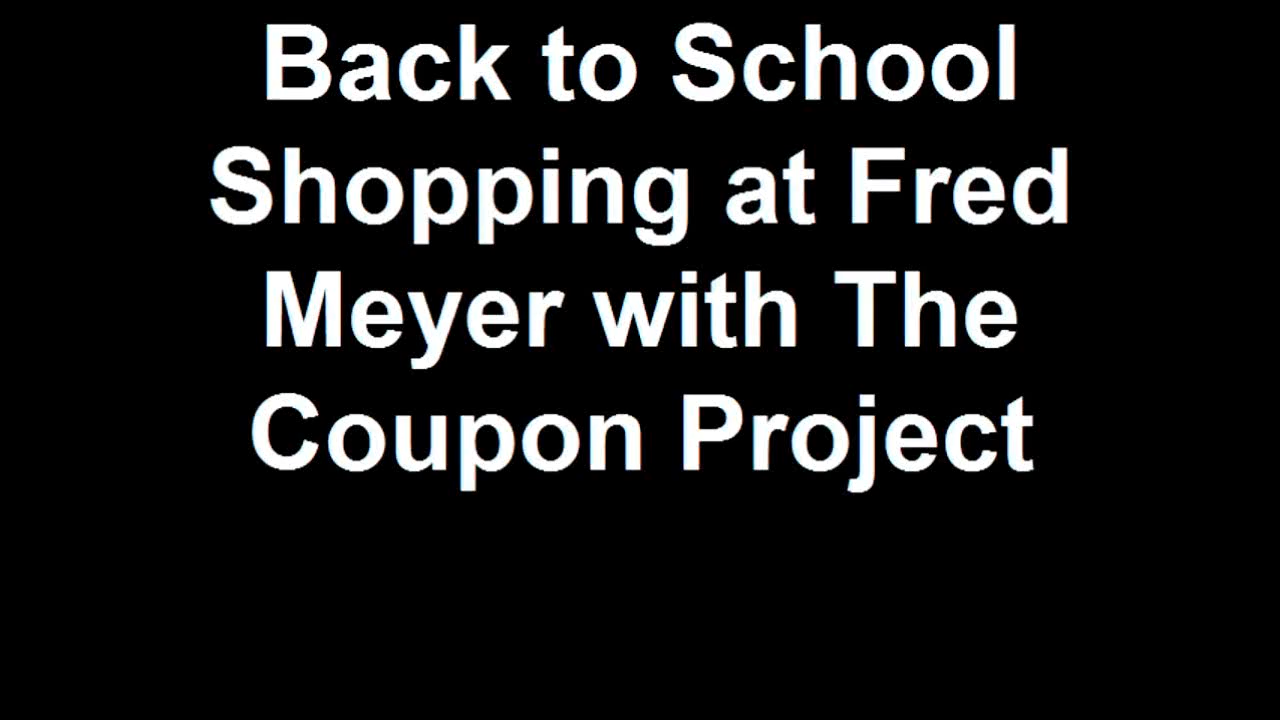 Back to School
Shopping at Fred
Meyer with The
Coupon Project